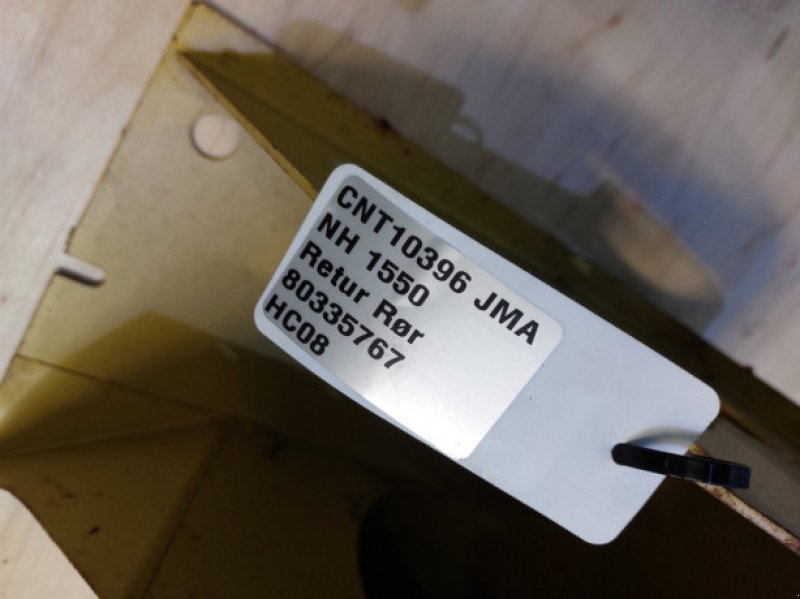 CNT10396 JMA
NH 1550
Retur Rør
80335767
HC08